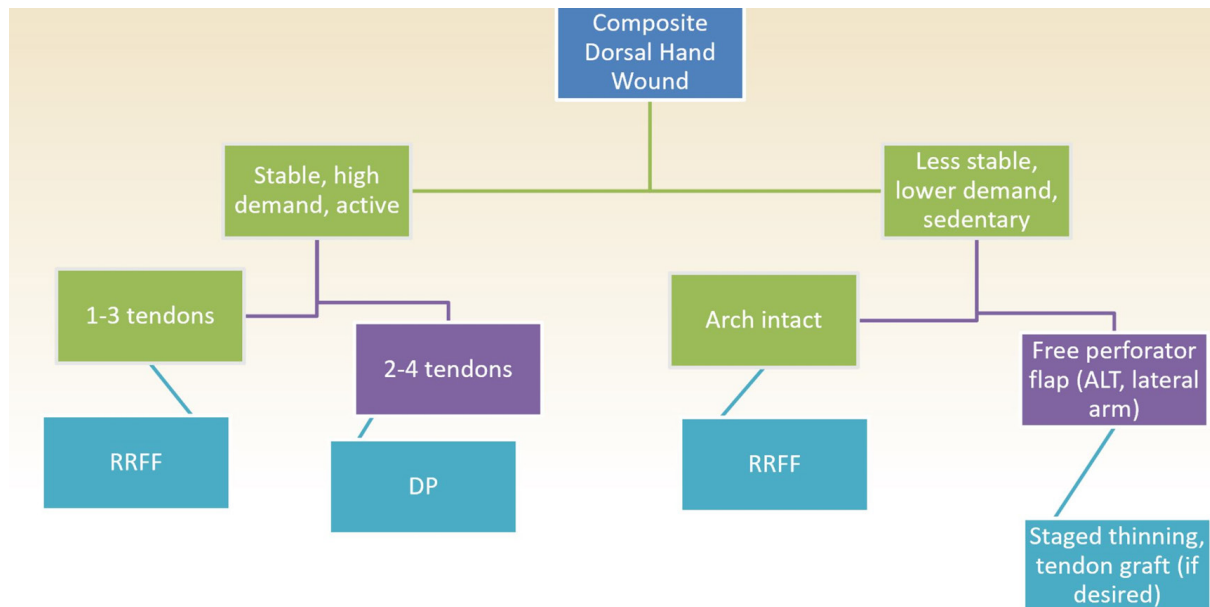 Composite
Dorsal Hand
Wound
Stable, high
demand, active
Less stable,
lower demand,
sedentary
1-3 tendons
2-4 tendons
Arch intact
Free perforator
flap (ALT, lateral
arm)
RRFF
DP
RRFF
Staged thinning,
tendon graft (if
desired)